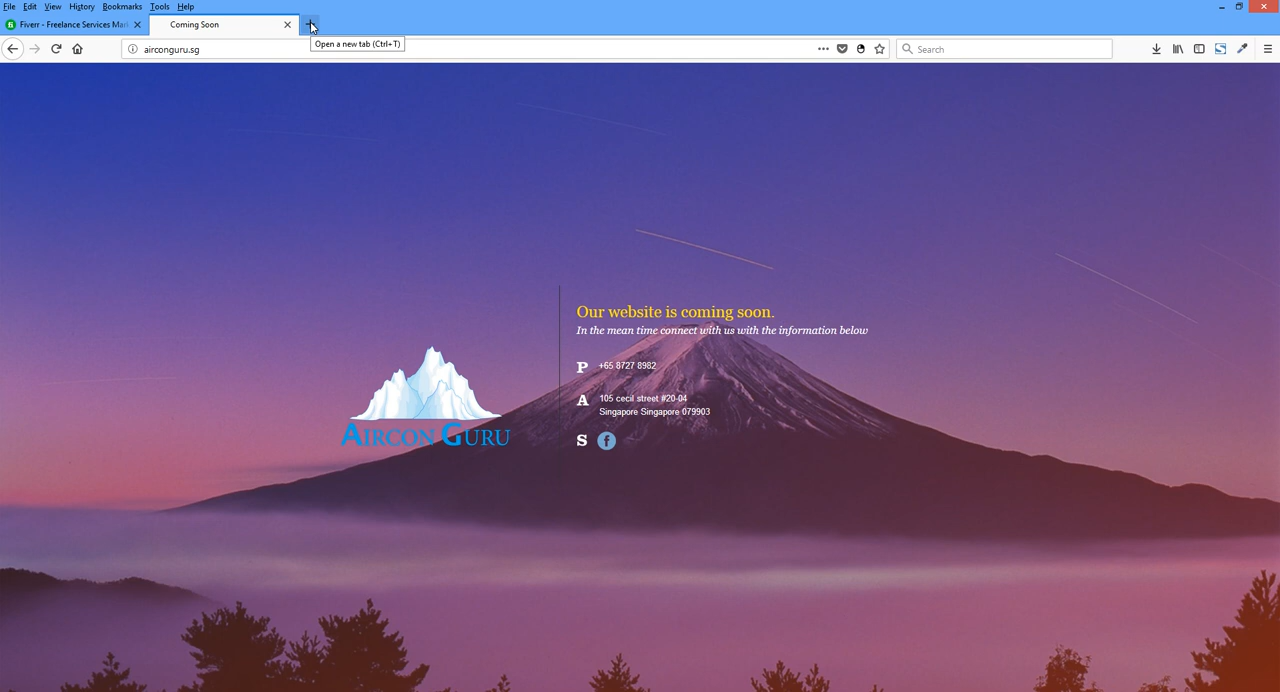 File Edit View History Bookmarks Tools Help
Fiverr - Freelance Services Mar
Coming Soon
Open a new tab (Ctrl+T)
airconguru.sg
Search
Our website is coming soon.
In the mean time connect with us with the information below
P +65 8727 8982
A 105 cecil street #20-04
Singapore Singapore 079903
S f
AIRCON GURU